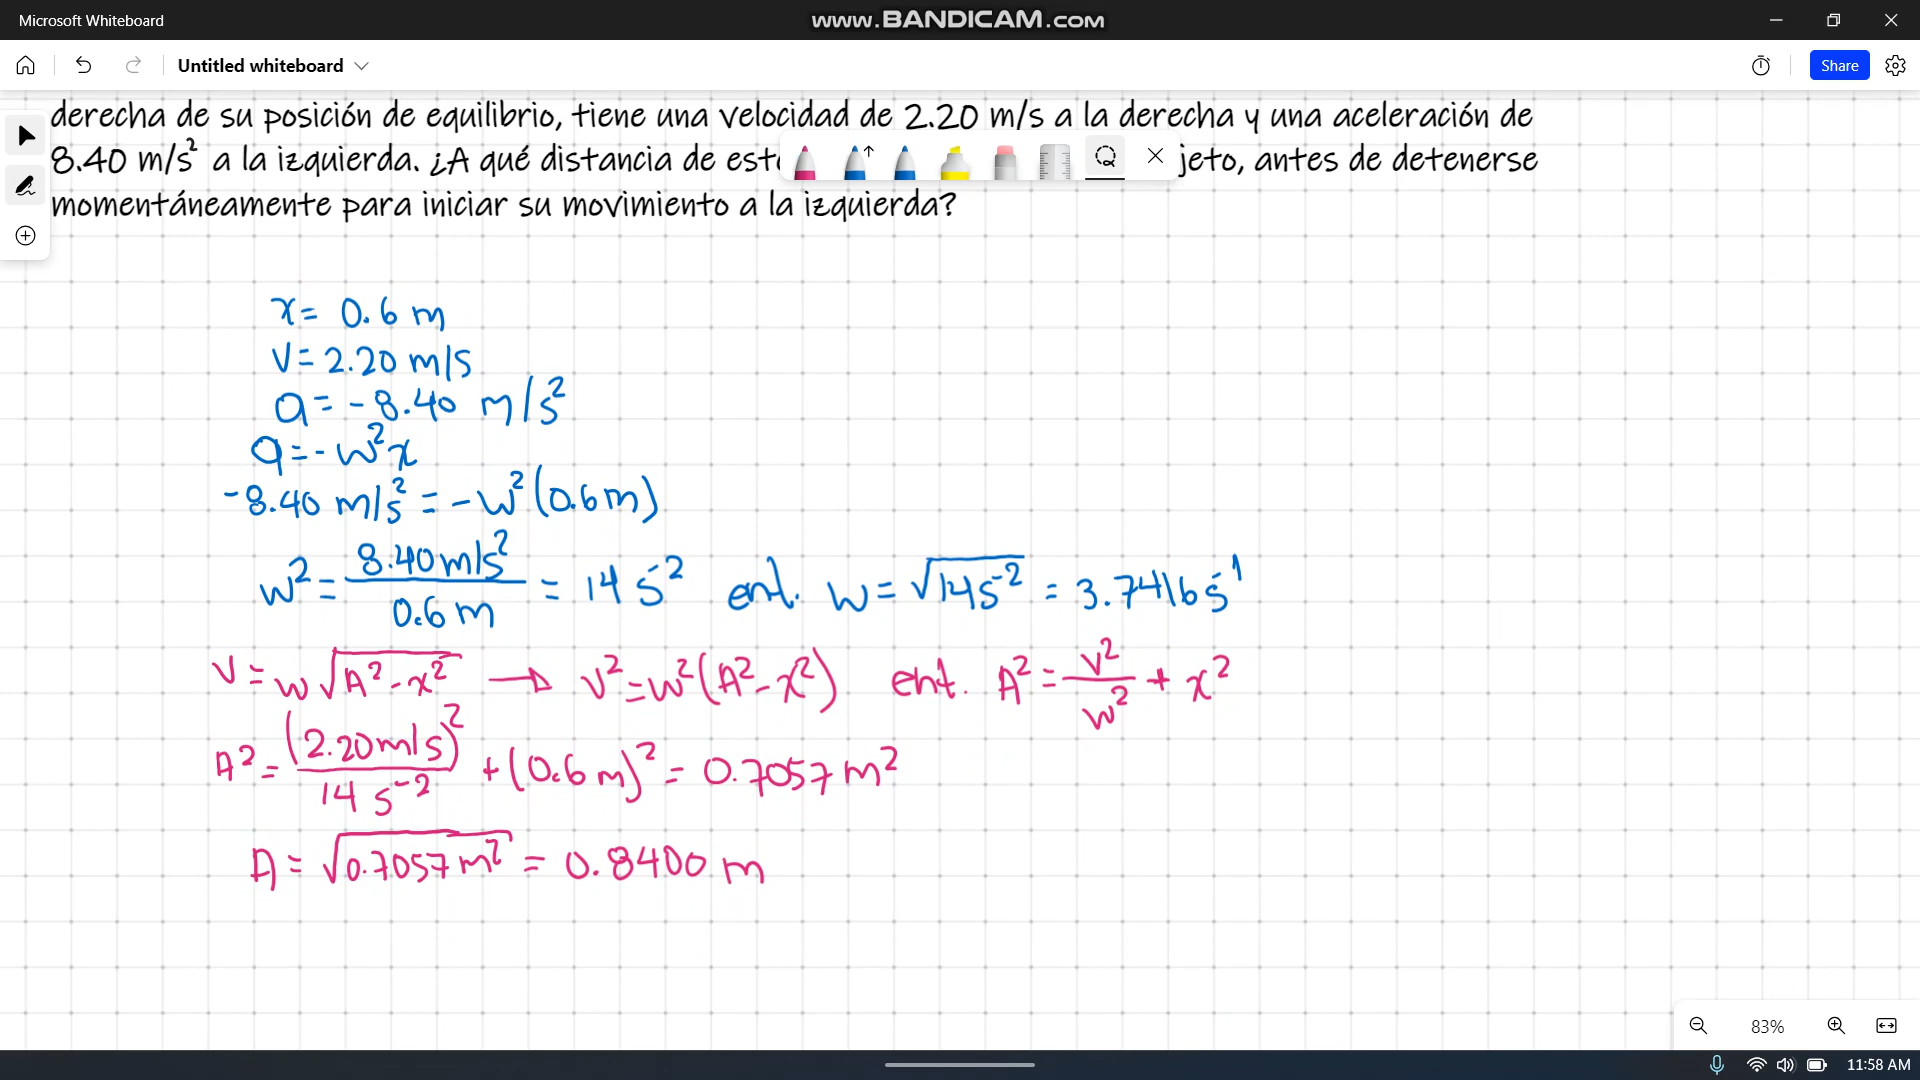 Microsoft Whiteboard
www.BANDICAM.com
Untitled whiteboard
Share
derecha de su posición de equilibrio, tiene una velocidad de 2.20 m/s a la derecha y una aceleración de
8.40 m/s² a la izquierda. ¿A qué distancia de est jeto, antes de detenerse
momentáneamente para iniciar su movimiento a la izquierda?
x = 0.6 m
v = 2.20 m/s
a = -8.40 m/s²
a = -w²x
-8.40 m/s² = -w²(0.6m)
w² = 8.40m/s² / 0.6m = 14 s⁻² ent. w = √14s⁻² = 3.7416 s⁻¹
v = w√A²-x² → v² = w²(A²-x²) ent. A² = v²/w² + x²
A² = (2.20m/s)² / 14 s⁻² + (0.6m)² = 0.7057 m²
A = √0.7057m² = 0.8400 m
83%
11:58 AM